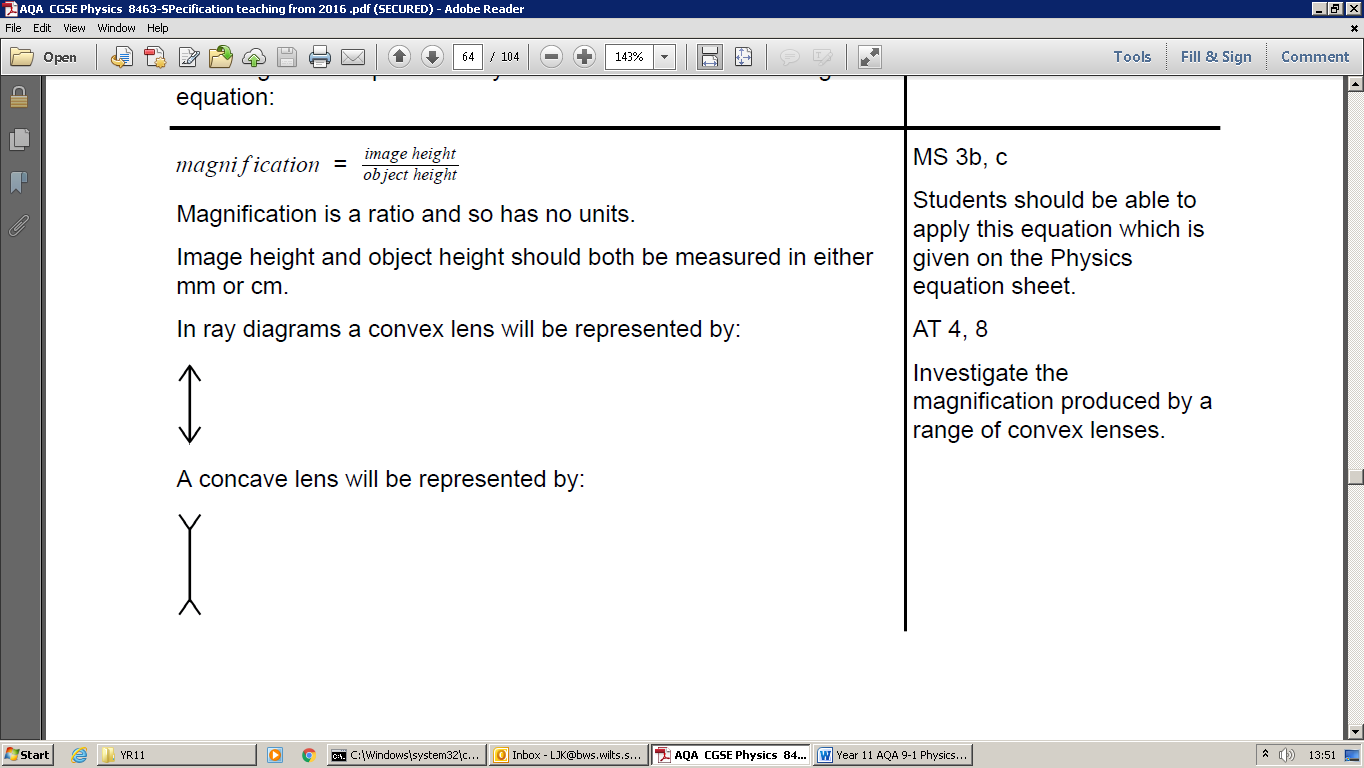 AQA CGSE Physics 8463-SPecification teaching from 2016 .pdf (SECURED) - Adobe Reader
File Edit View Window Help
Open 64 / 104 143% Tools Fill & Sign Comment
equation:
magnification = image height / object height
Magnification is a ratio and so has no units.
Image height and object height should both be measured in either
mm or cm.
In ray diagrams a convex lens will be represented by:
A concave lens will be represented by:
MS 3b, c
Students should be able to
apply this equation which is
given on the Physics
equation sheet.
AT 4, 8
Investigate the
magnification produced by a
range of convex lenses.
Start YR11 C:\Windows\system32\c... Inbox - LJK@bws.wilts.s... AQA CGSE Physics 84... Year 11 AQA 9-1 Physics... 13:51